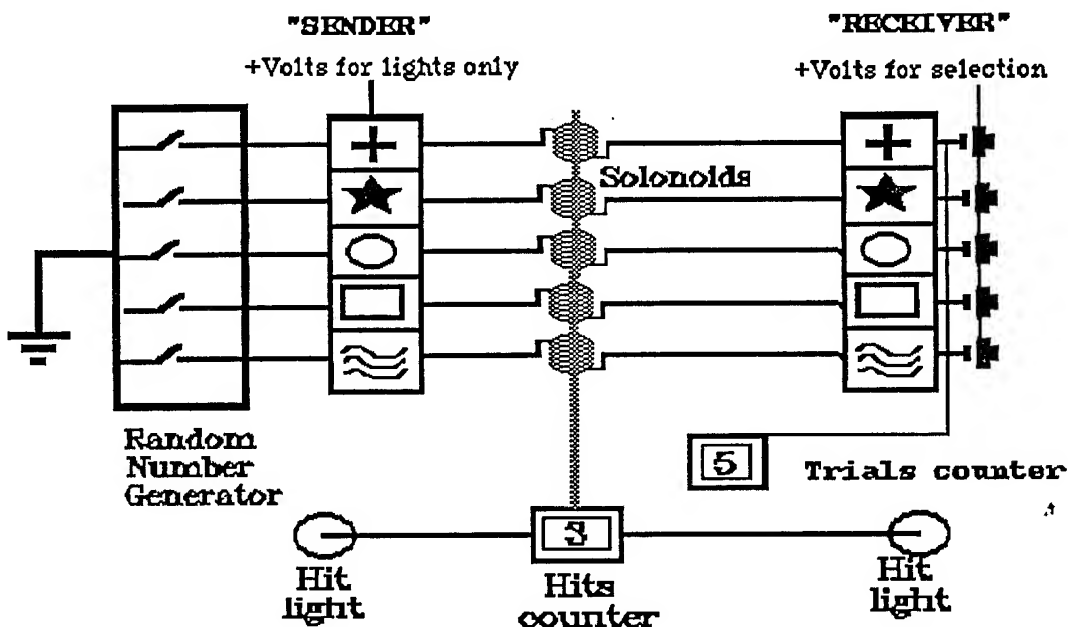 "SENDER"
"RECEIVER"
+Volts for lights only
+Volts for selection
Solonoids
Random
Number
Generator
5
Trials counter
S
Hit
light
Hits
counter
Hit
light